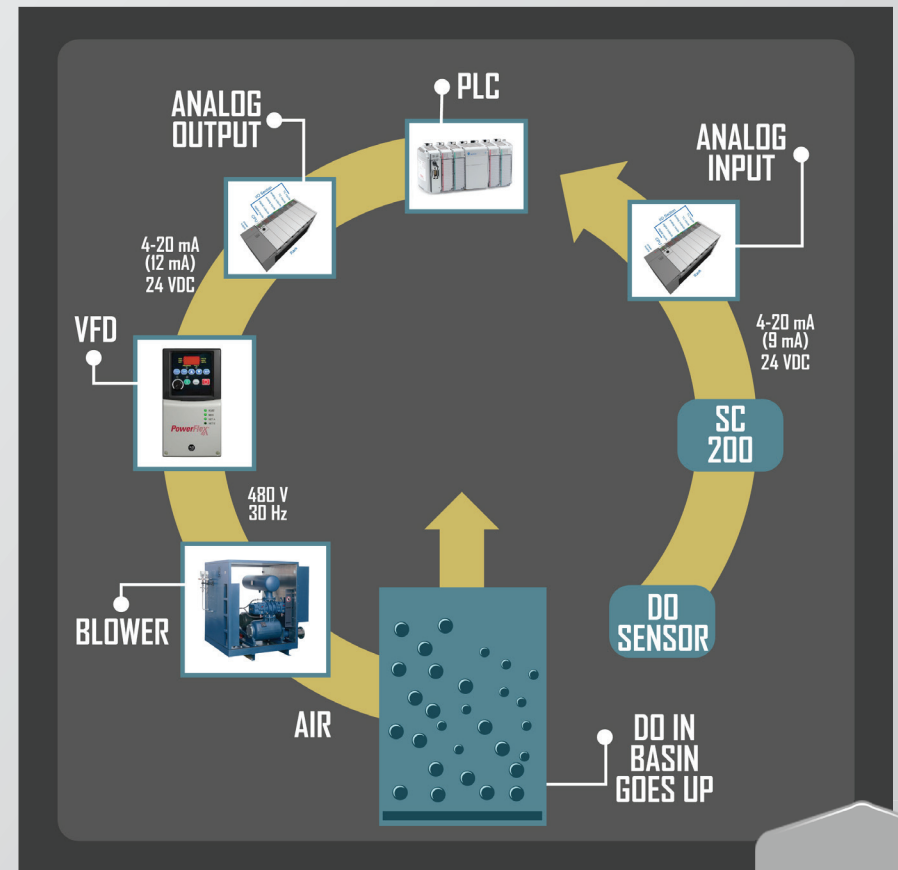 PLC
ANALOG
OUTPUT
ANALOG
INPUT
4-20 mA
(12 mA)
24 VDC
4-20 mA
(9 mA)
24 VDC
VFD
PowerFlex
SC
200
480 V
30 Hz
BLOWER
DO
SENSOR
AIR
DO IN
BASIN
GOES UP